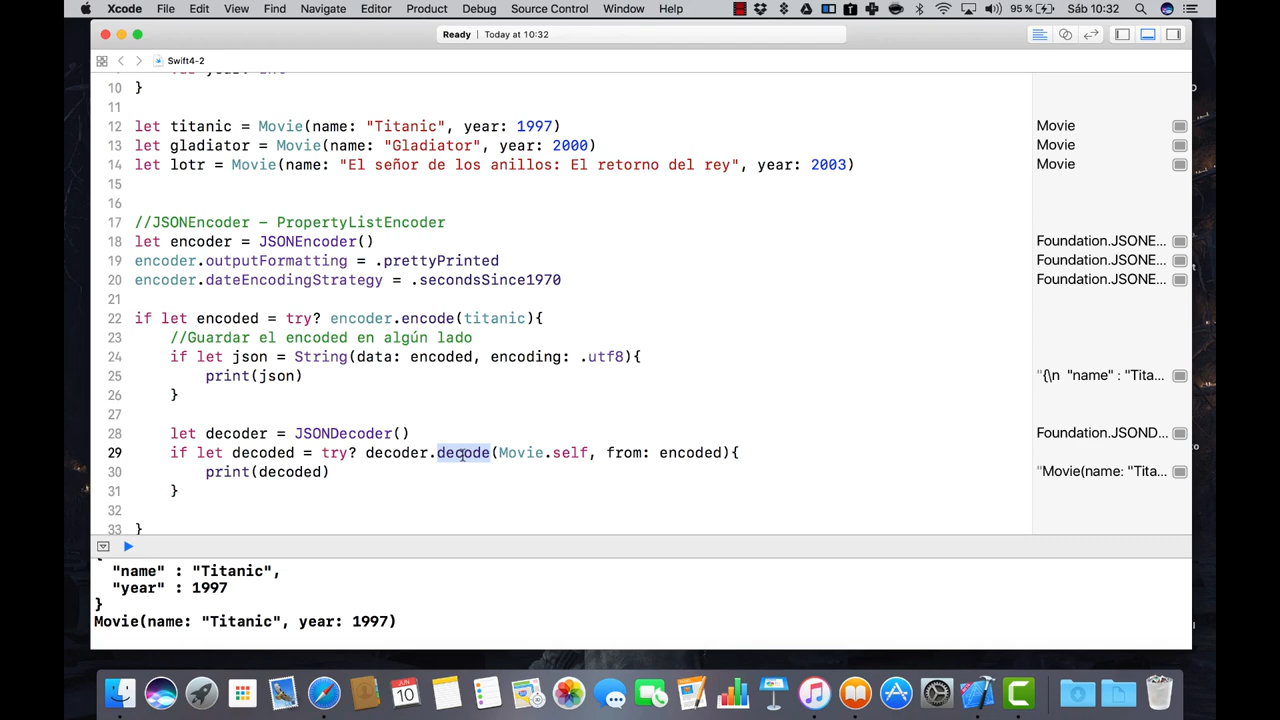 Xcode File Edit View Find Navigate Editor Product Debug Source Control Window Help 95 % Sáb 10:32
Ready | Today at 10:32
Swift4-2
10 }
11
12 let titanic = Movie(name: "Titanic", year: 1997) Movie
13 let gladiator = Movie(name: "Gladiator", year: 2000) Movie
14 let lotr = Movie(name: "El señor de los anillos: El retorno del rey", year: 2003) Movie
15
16
17 //JSONEncoder - PropertyListEncoder
18 let encoder = JSONEncoder() Foundation.JSONE...
19 encoder.outputFormatting = .prettyPrinted Foundation.JSONE...
20 encoder.dateEncodingStrategy = .secondsSince1970 Foundation.JSONE...
21
22 if let encoded = try? encoder.encode(titanic){
23 //Guardar el encoded en algún lado
24 if let json = String(data: encoded, encoding: .utf8){
25 print(json) "{\n "name" : "Tita...
26 }
27
28 let decoder = JSONDecoder() Foundation.JSOND...
29 if let decoded = try? decoder.decode(Movie.self, from: encoded){
30 print(decoded) "Movie(name: "Tita...
31 }
32
33 }
"name" : "Titanic",
"year" : 1997
}
Movie(name: "Titanic", year: 1997)
JUN
10